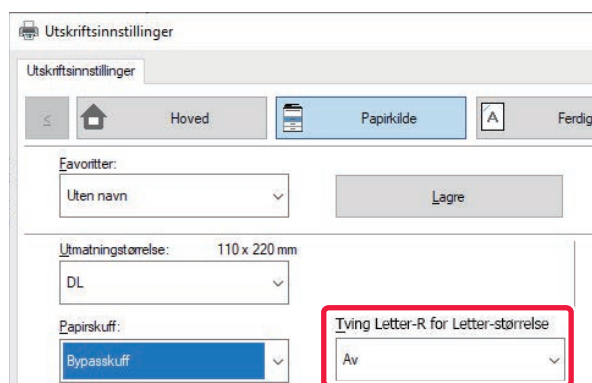 Utskriftsinnstillinger
Utskriftsinnstillinger
< Hoved Papirkilde A Ferdig
Favoritter:
Uten navn Lagre
Utmatningstørrelse: 110 x 220 mm
DL
Papirskuff: Tving Letter-R for Letter-størrelse
Bypasskuff Av